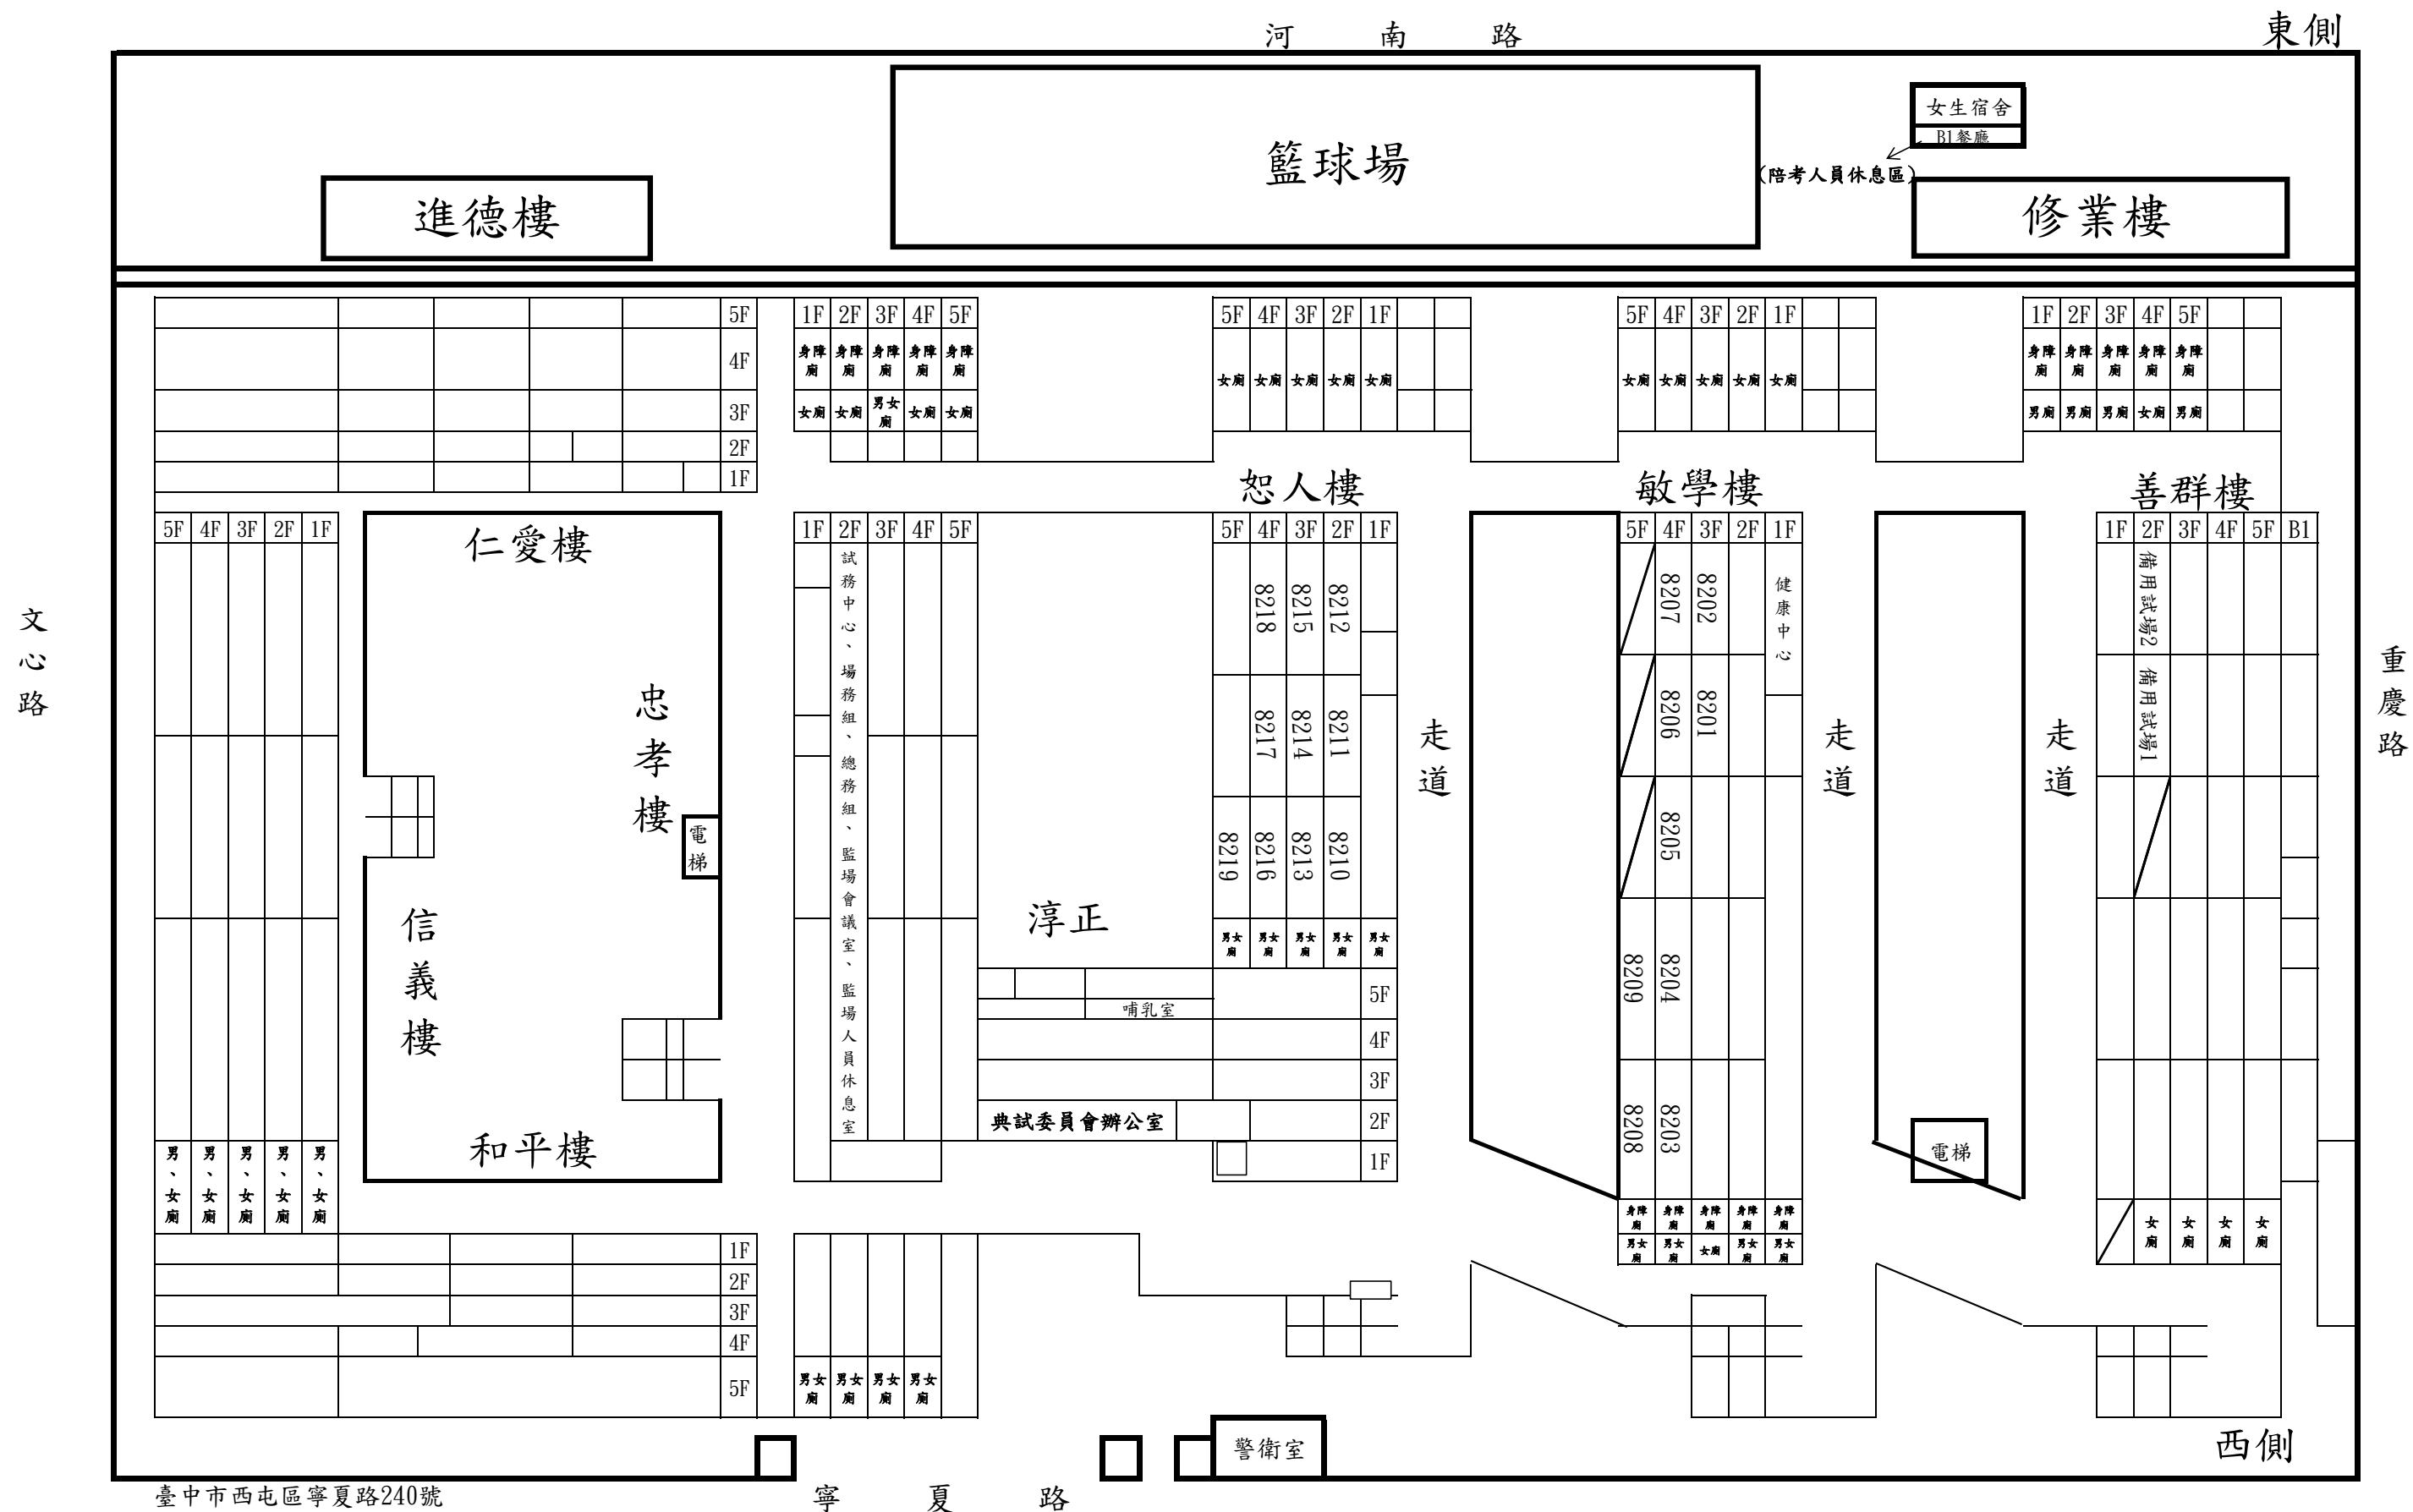 河南路
東側
女生宿舍
B1餐廳
籃球場
(陪考人員休息區)
進德樓
修業樓
5F 1F 2F 3F 4F 5F 5F 4F 3F 2F 1F 5F 4F 3F 2F 1F 1F 2F 3F 4F 5F
4F 身障廁 身障廁 身障廁 身障廁 身障廁 女廁 女廁 女廁 女廁 女廁 女廁 女廁 女廁 女廁 女廁 身障廁 身障廁 身障廁 身障廁 身障廁
3F 女廁 女廁 男女廁 女廁 女廁 男廁 男廁 男廁 女廁 男廁
2F
1F
恕人樓 敏學樓 善群樓
5F 4F 3F 2F 1F 仁愛樓 1F 2F 3F 4F 5F 5F 4F 3F 2F 1F 5F 4F 3F 2F 1F 1F 2F 3F 4F 5F B1
試務中心、場務組、總務組、監場會議室、監場人員休息室
8218 8215 8212
8207 8202
健康中心
備用試場2
文心路
重慶路
忠孝樓
8217 8214 8211
8206 8201
備用試場1
走道
走道
走道
電梯
8219 8216 8213 8210
8205
信義樓
淳正
男女廁 男女廁 男女廁 男女廁 男女廁
8209 8204
5F
哺乳室
4F
3F
典試委員會辦公室 2F
1F
8208 8203
電梯
和平樓
男、女廁 男、女廁 男、女廁 男、女廁 男、女廁
身障廁 身障廁 身障廁 身障廁 身障廁
男女廁 男女廁 女廁 男女廁 男女廁
女廁 女廁 女廁 女廁
1F
2F
3F
4F
5F
男女廁 男女廁 男女廁 男女廁
警衛室
西側
臺中市西屯區寧夏路240號
寧夏路